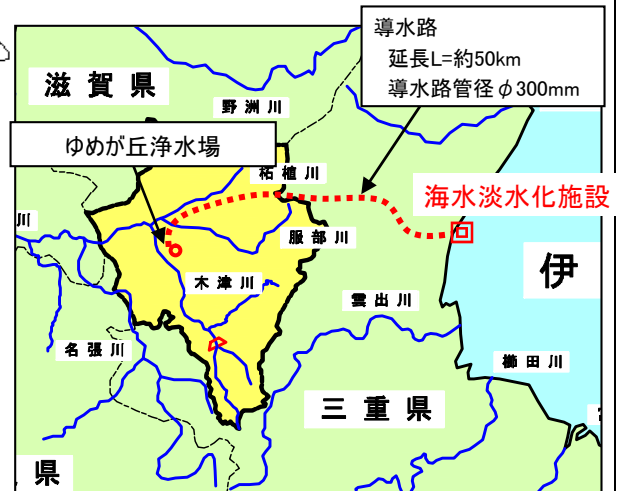 導水路
延長L=約50km
導水路管径φ300mm
滋賀県
野洲川
ゆめが丘浄水場
柘植川
海水淡水化施設
川
服部川
伊
木津川
雲出川
名張川
櫛田川
三重県
県